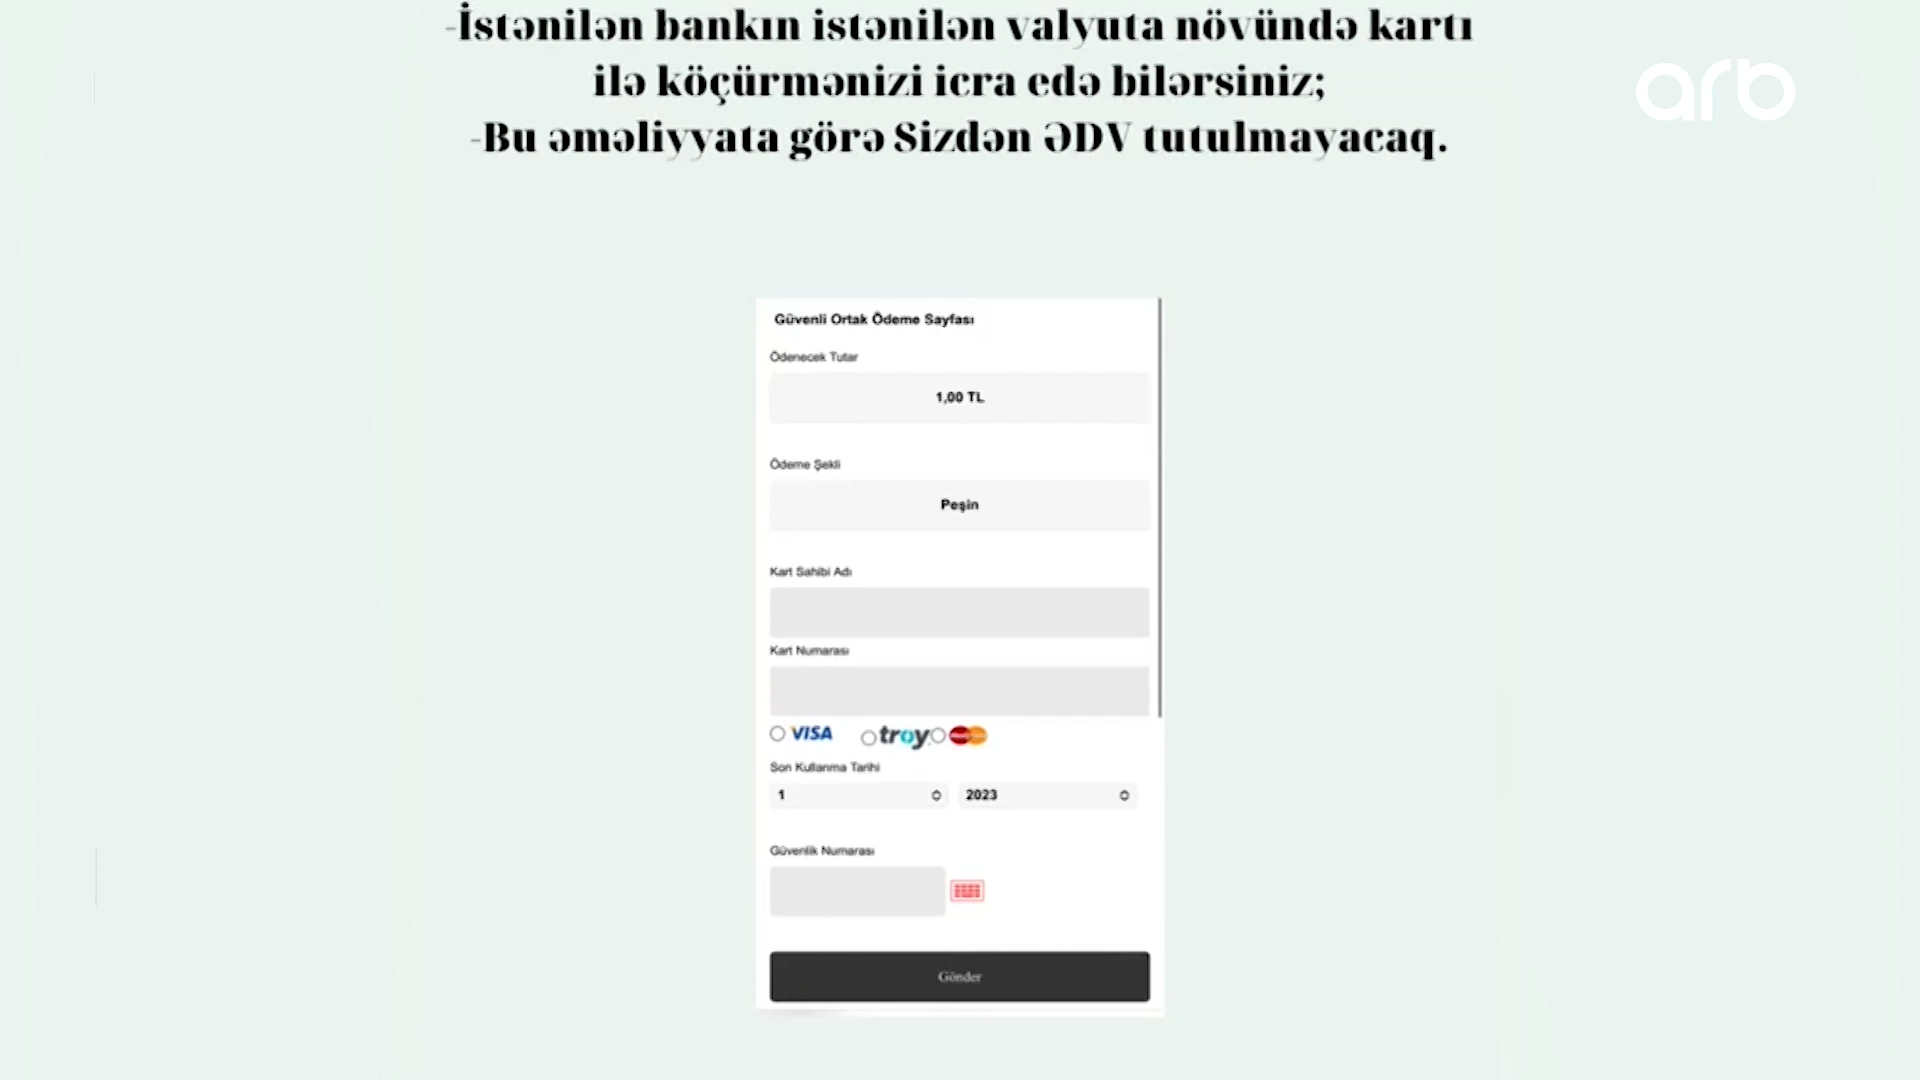 -İstənilən bankın istənilən valyuta növündə kartı
ilə köçürmənizi icra edə bilərsiniz;
-Bu əməliyyata görə Sizdən ƏDV tutulmayacaq.
arb
Güvenli Ortak Ödeme Sayfası
Ödenecek Tutar
1,00 TL
Ödeme Şekli
Peşin
Kart Sahibi Adı
Kart Numarası
VISA troy
Son Kullanma Tarihi
1 2023
Güvenlik Numarası
Gönder